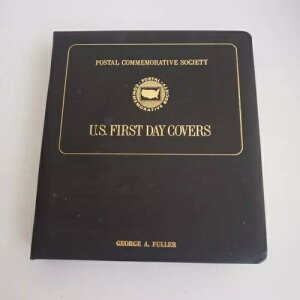 POSTAL COMMEMORATIVE SOCIETY
U.S. FIRST DAY COVERS
GEORGE A. FULLER